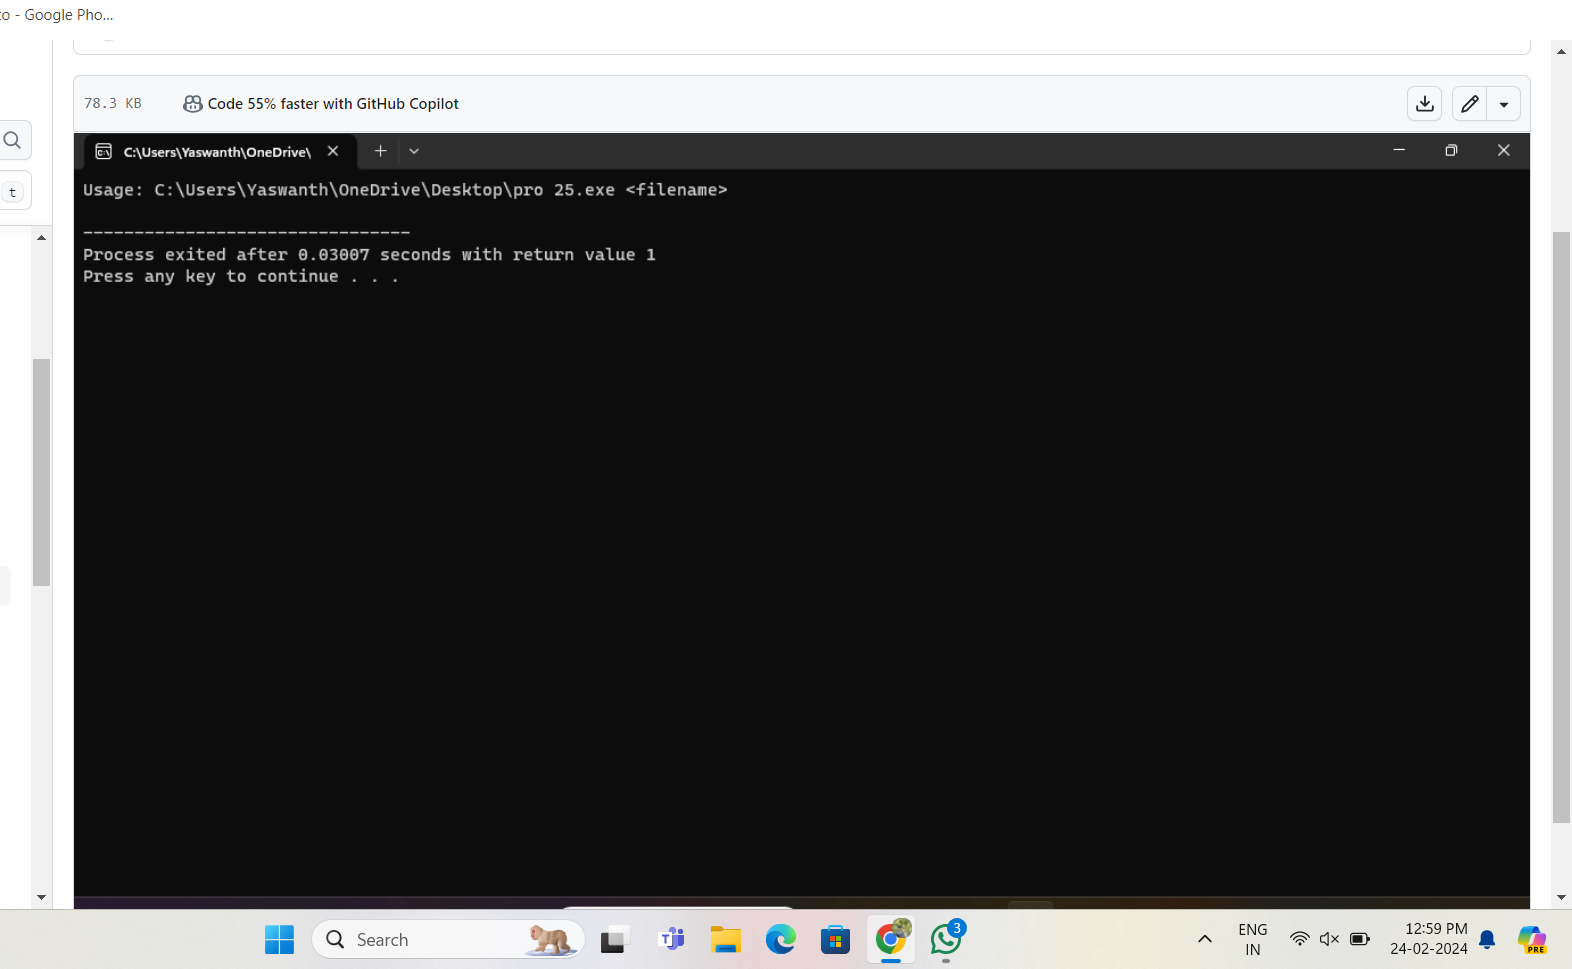 to - Google Pho...
78.3 KB Code 55% faster with GitHub Copilot
C:\Users\Yaswanth\OneDrive\
t
Usage: C:\Users\Yaswanth\OneDrive\Desktop\pro 25.exe <filename>
--------------------------------
Process exited after 0.03007 seconds with return value 1
Press any key to continue . . .
Search
3
ENG
IN
12:59 PM
24-02-2024
PRE